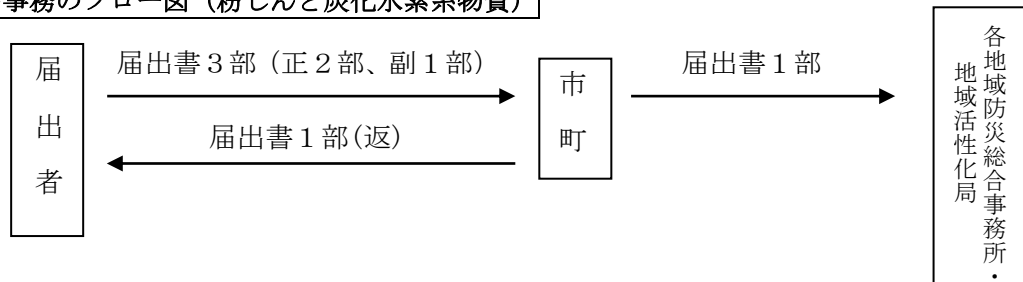 事務のフロー図（粉じんと炭化水素系物質）
届出者
届出書３部（正２部、副１部）
届出書１部（返）
市町
届出書１部
各地域防災総合事務所・
地域活性化局